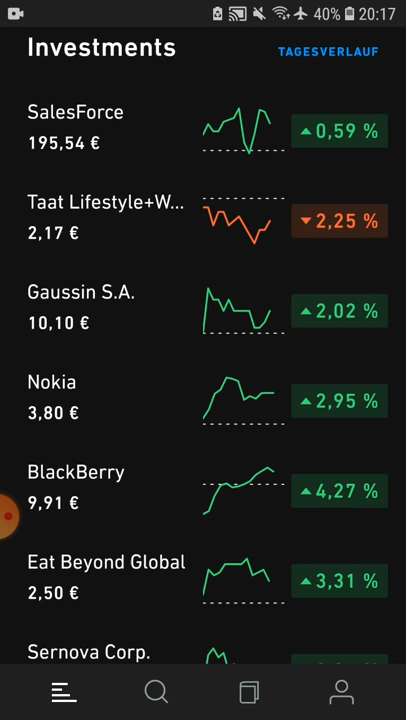 40% 20:17
Investments
TAGESVERLAUF
SalesForce
195,54 €
0,59 %
Taat Lifestyle+W...
2,17 €
2,25 %
Gaussin S.A.
10,10 €
2,02 %
Nokia
3,80 €
2,95 %
BlackBerry
9,91 €
4,27 %
Eat Beyond Global
2,50 €
3,31 %
Sernova Corp.